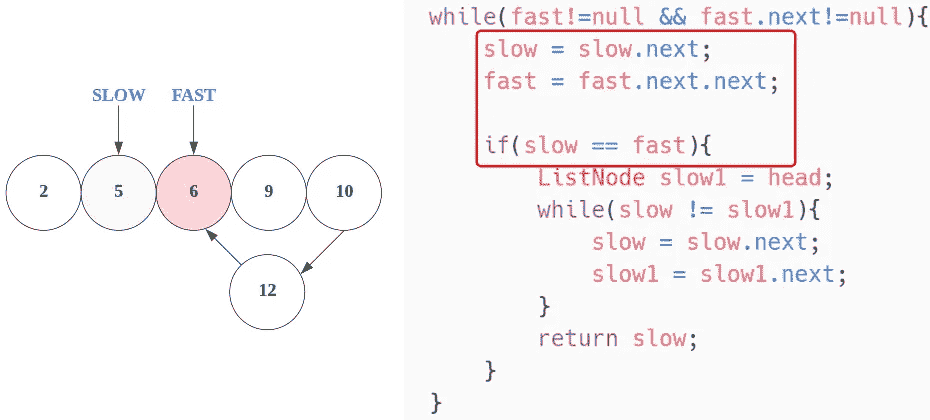 SLOW FAST
2 5 6 9 10
12
while(fast!=null && fast.next!=null){
slow = slow.next;
fast = fast.next.next;
if(slow == fast){
ListNode slow1 = head;
while(slow != slow1){
slow = slow.next;
slow1 = slow1.next;
}
return slow;
}
}